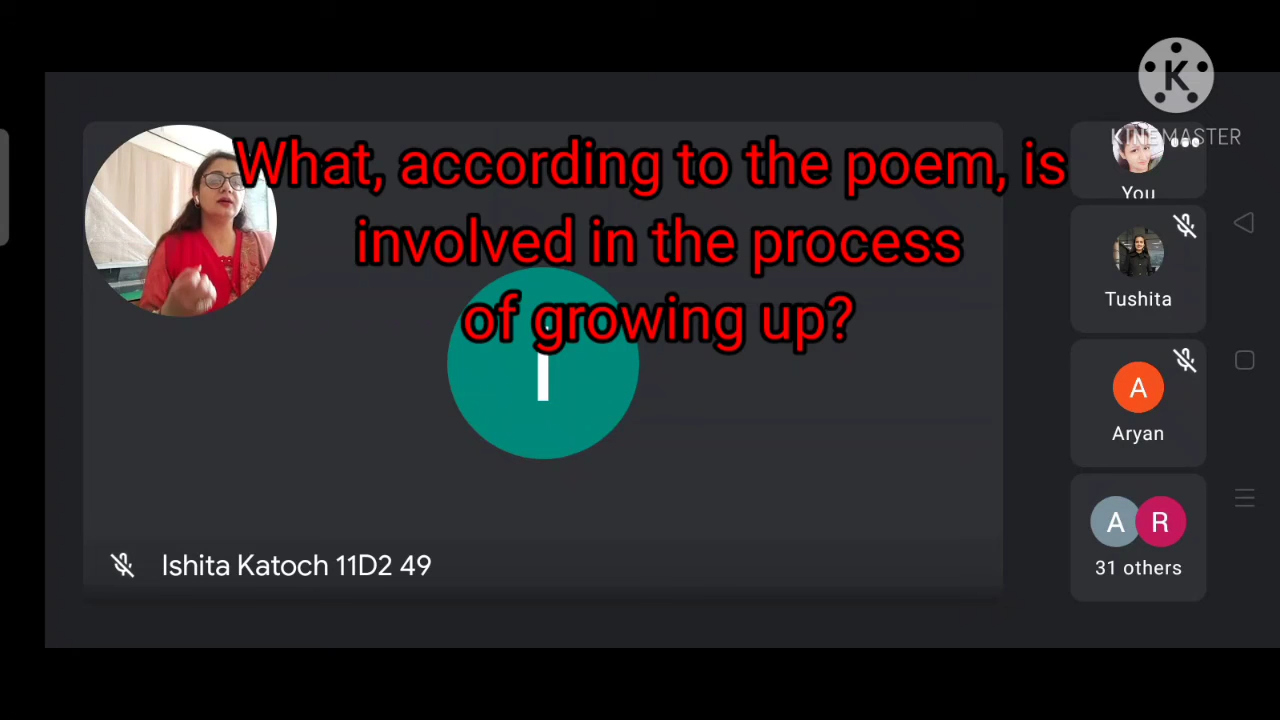 KINEMASTER
What, according to the poem, is
involved in the process
of growing up?
i
You
Tushita
A
Aryan
A R
31 others
Ishita Katoch 11D2 49
K